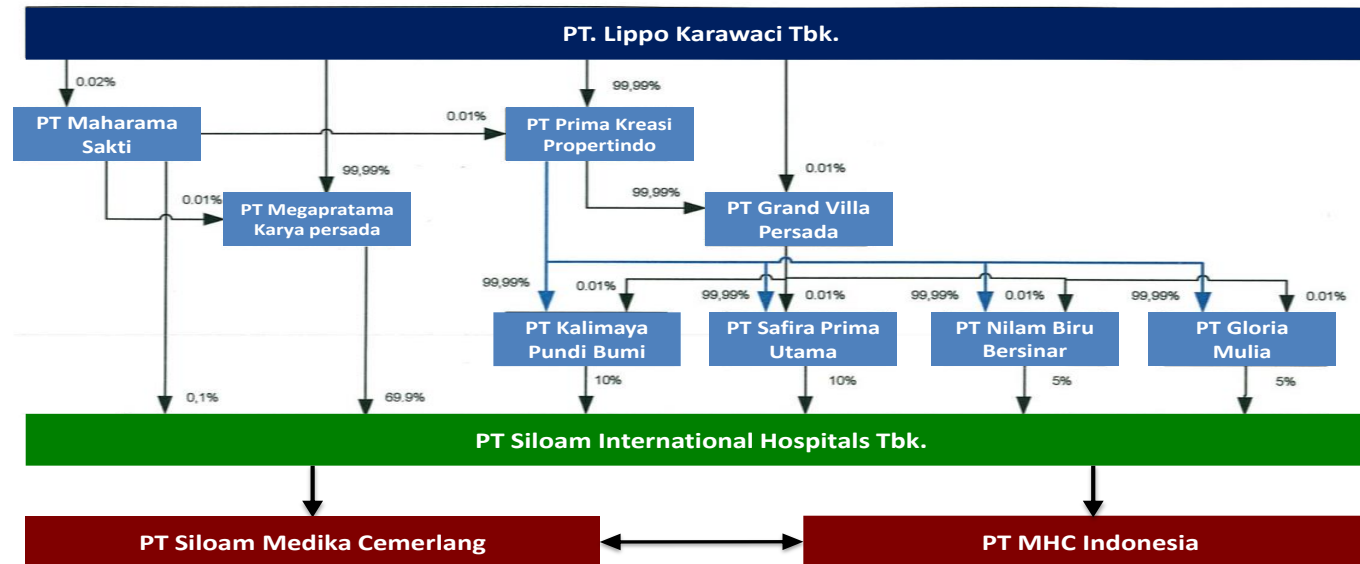 PT. Lippo Karawaci Tbk.
0.02%
99,99%
PT Maharama
Sakti
0.01%
PT Prima Kreasi
Propertindo
99,99%
0.01%
0.01%
99,99%
PT Megapratama
Karya persada
PT Grand Villa
Persada
99,99%
0.01%
99,99%
0.01%
99,99%
0.01%
99,99%
0.01%
PT Kalimaya
Pundi Bumi
PT Safira Prima
Utama
PT Nilam Biru
Bersinar
PT Gloria
Mulia
0,1%
69.9%
10%
10%
5%
5%
PT Siloam International Hospitals Tbk.
PT Siloam Medika Cemerlang
PT MHC Indonesia